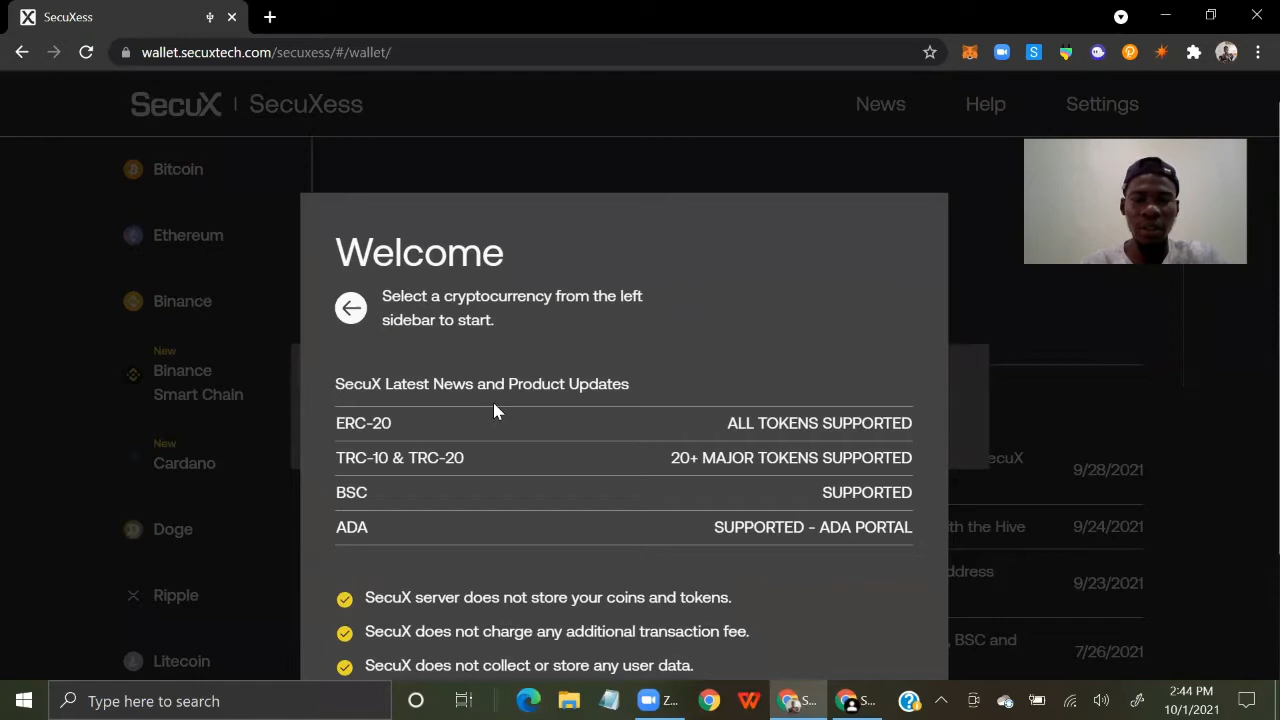 SecuXess
wallet.secuxtech.com/secuxess/#/wallet/
SecuX | SecuXess
News
Help
Settings
Bitcoin
Ethereum
Binance
New
Binance
Smart Chain
New
Cardano
Doge
Ripple
Litecoin
Welcome
Select a cryptocurrency from the left
sidebar to start.
SecuX Latest News and Product Updates
ERC-20 ALL TOKENS SUPPORTED
TRC-10 & TRC-20 20+ MAJOR TOKENS SUPPORTED
BSC SUPPORTED
ADA SUPPORTED - ADA PORTAL
SecuX server does not store your coins and tokens.
SecuX does not charge any additional transaction fee.
SecuX does not collect or store any user data.
9/28/2021
with the Hive 9/24/2021
9/23/2021
, BSC and
7/26/2021
Type here to search
Z...
S...
S...
2:44 PM
10/1/2021